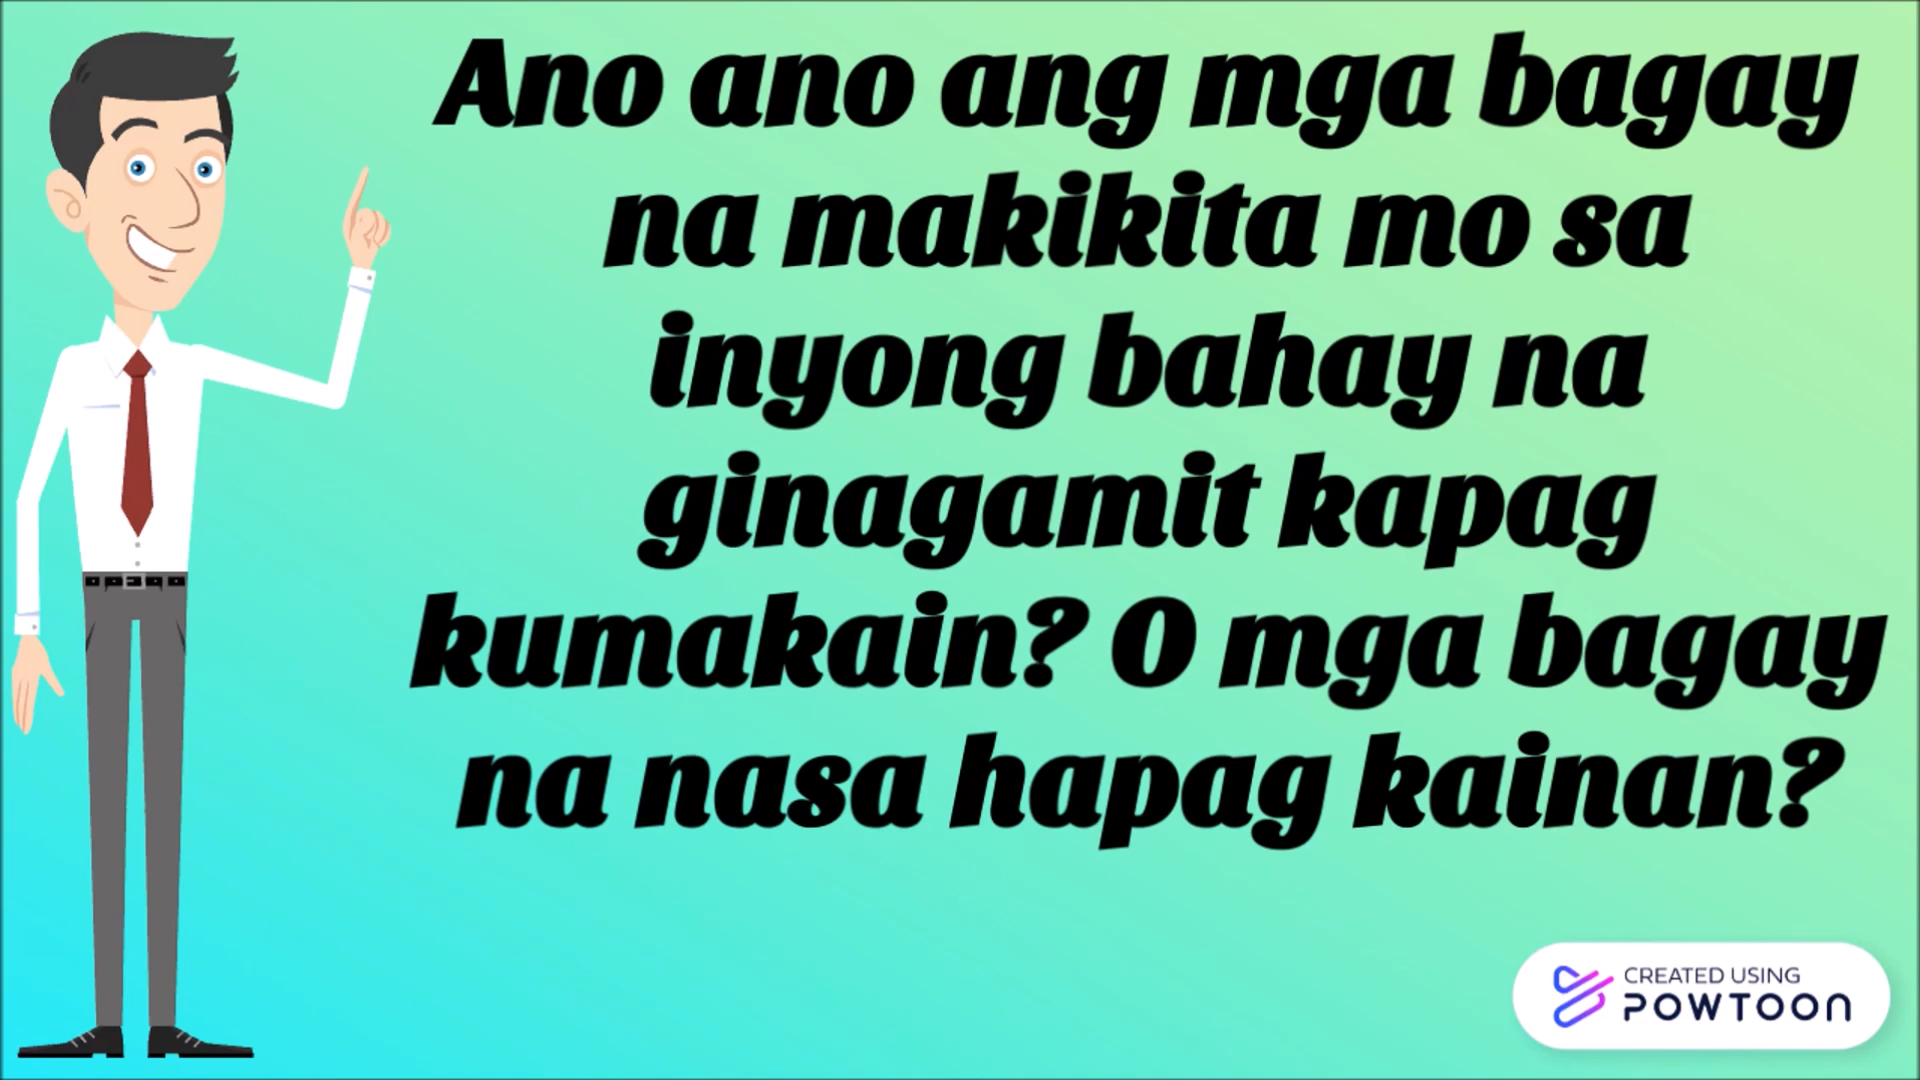 Ano ano ang mga bagay
na makikita mo sa
inyong bahay na
ginagamit kapag
kumakain? O mga bagay
na nasa hapag kainan?
CREATED USING
POWTOON